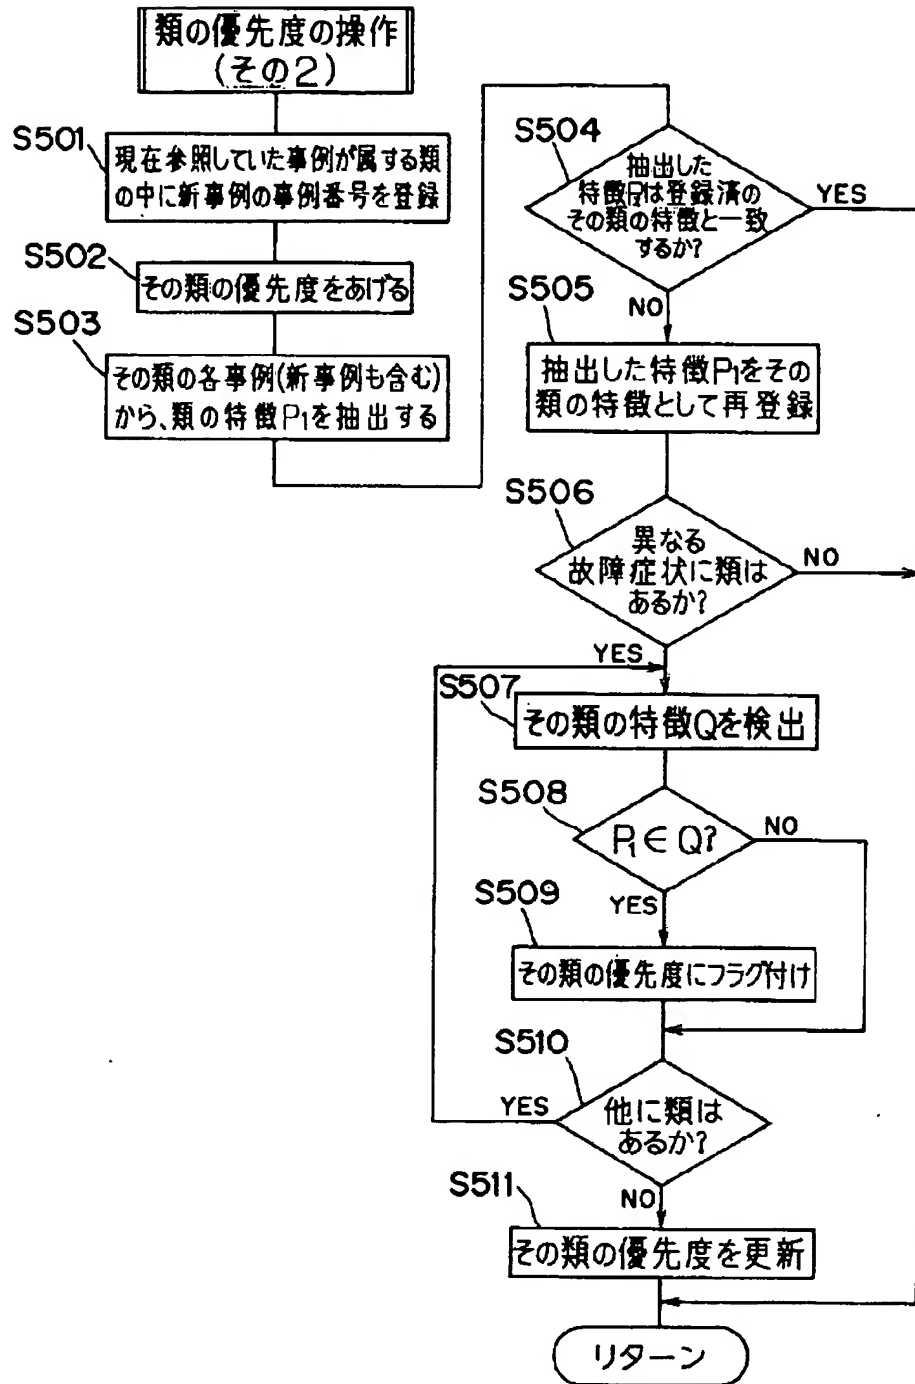 類の優先度の操作
(その2)
S501
現在参照していた事例が属する類
の中に新事例の事例番号を登録
S502
その類の優先度をあげる
S503
その類の各事例(新事例も含む)
から、類の特徴P₁を抽出する
S504
抽出した
特徴P₁は登録済の
その類の特徴と一致
するか?
YES
NO
S505
抽出した特徴P₁をその
類の特徴として再登録
S506
異なる
故障症状に類は
あるか?
NO
YES
S507
その類の特徴Qを検出
S508
P₁∈Q?
NO
YES
S509
その類の優先度にフラグ付け
S510
他に類は
あるか?
YES
NO
S511
その類の優先度を更新
リターン